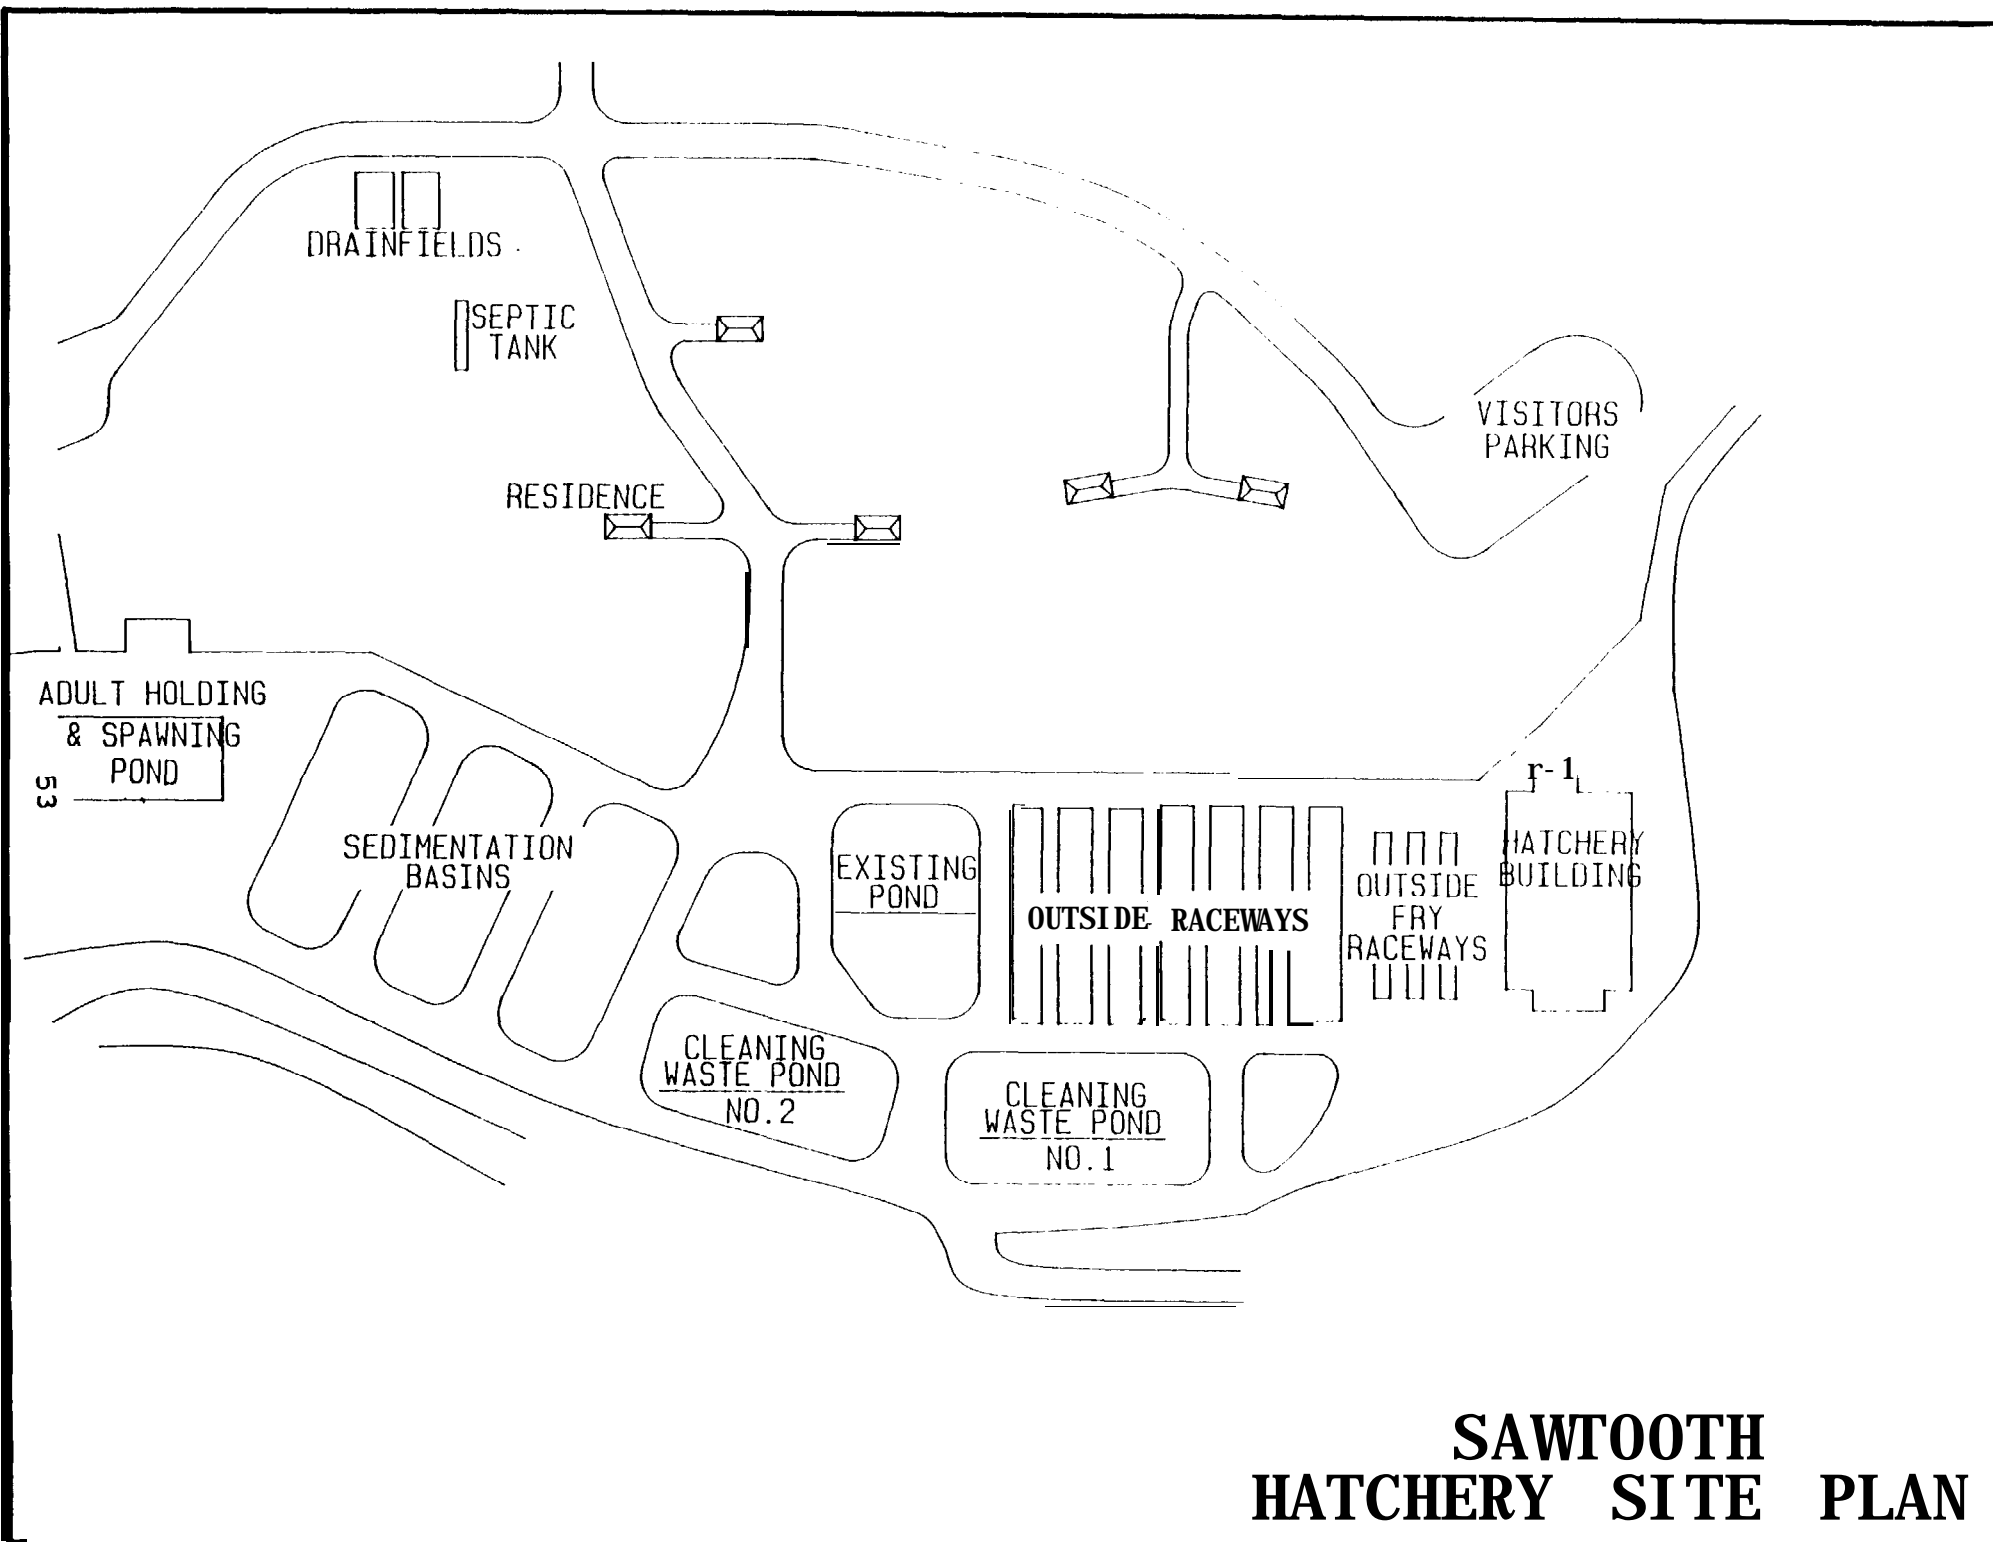 DRAINFIELDS
SEPTIC
TANK
VISITORS
PARKING
RESIDENCE
ADULT HOLDING
& SPAWNING
POND
53
SEDIMENTATION
BASINS
EXISTING
POND
OUTSIDE RACEWAYS
OUTSIDE
FRY
RACEWAYS
r-1
HATCHERY
BUILDING
CLEANING
WASTE POND
NO.2
CLEANING
WASTE POND
NO.1
SAWTOOTH
HATCHERY SITE PLAN